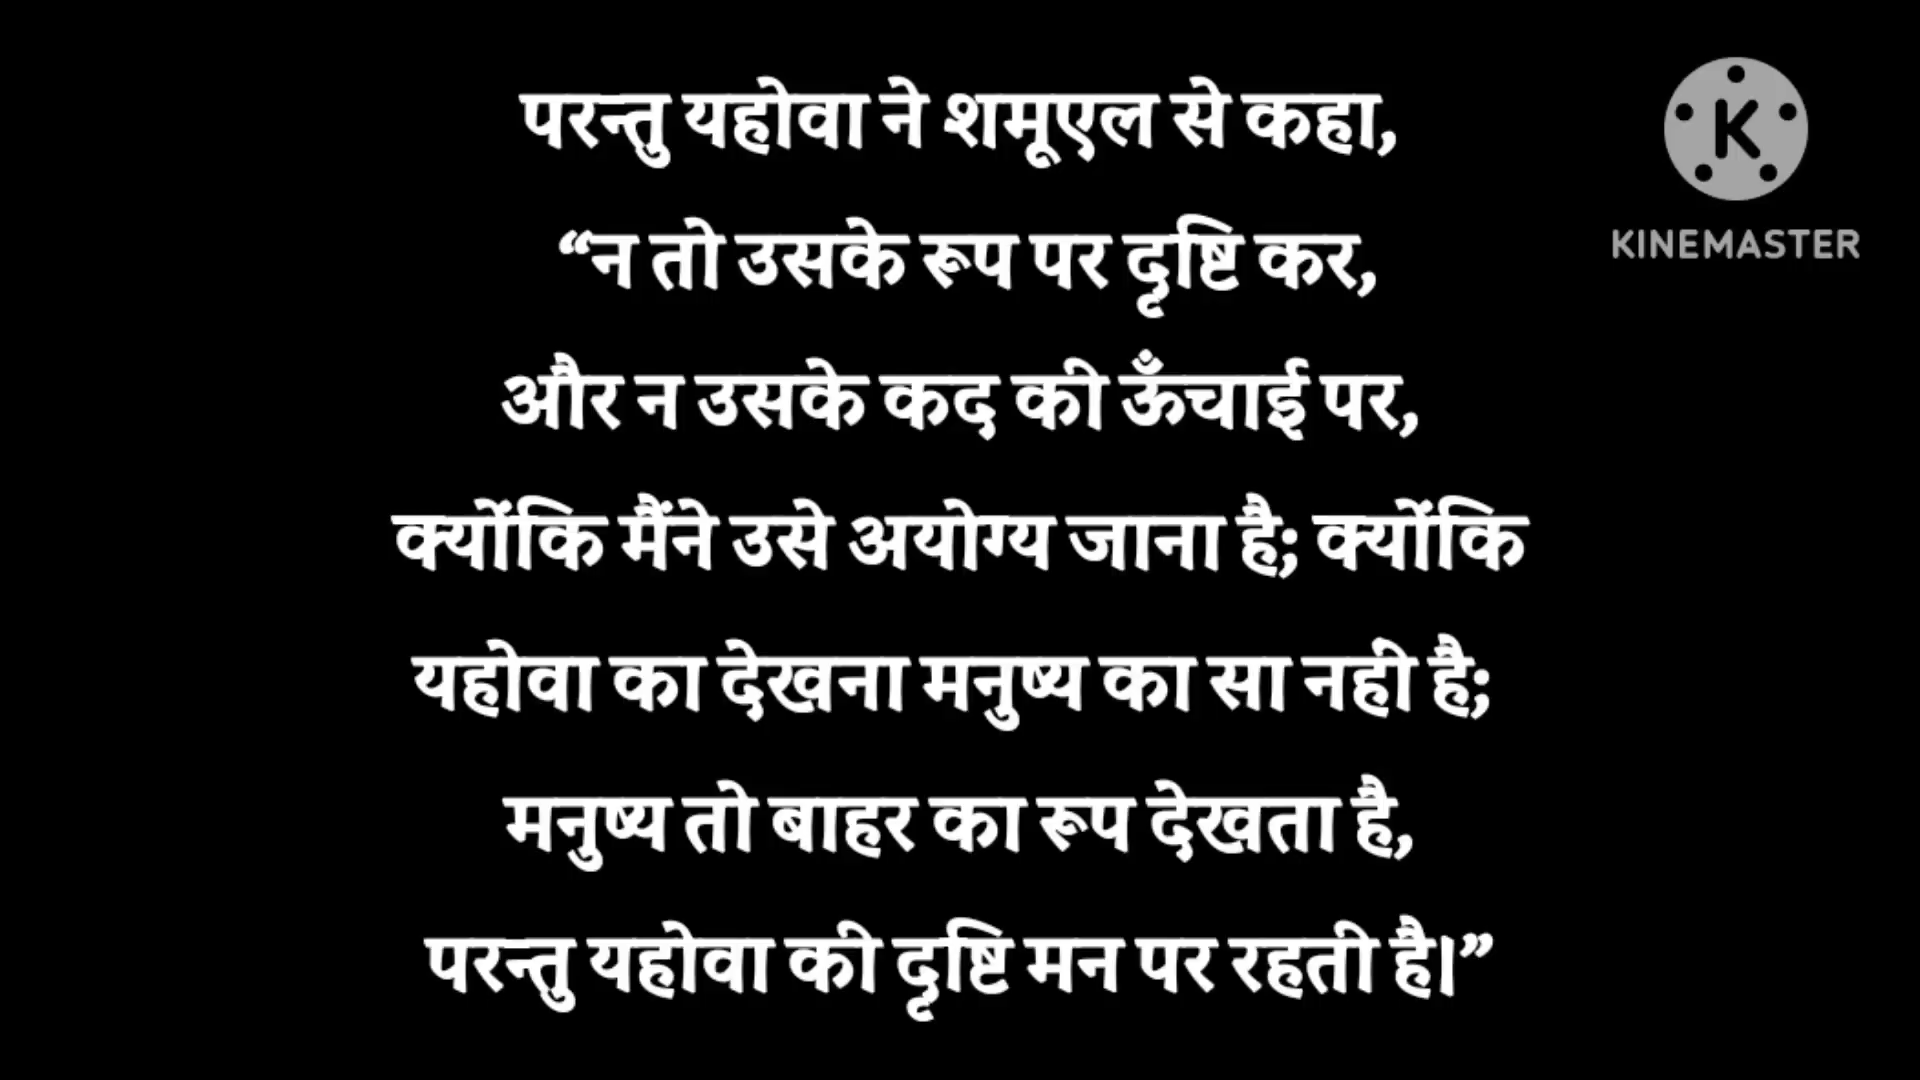 परन्तु यहोवा ने शमूएल से कहा,
“न तो उसके रूप पर दृष्टि कर,
और न उसके कद की ऊँचाई पर,
क्योंकि मैंने उसे अयोग्य जाना है; क्योंकि
यहोवा का देखना मनुष्य का सा नहीं है;
मनुष्य तो बाहर का रूप देखता है,
परन्तु यहोवा की दृष्टि मन पर रहती है।”
K
KINEMASTER